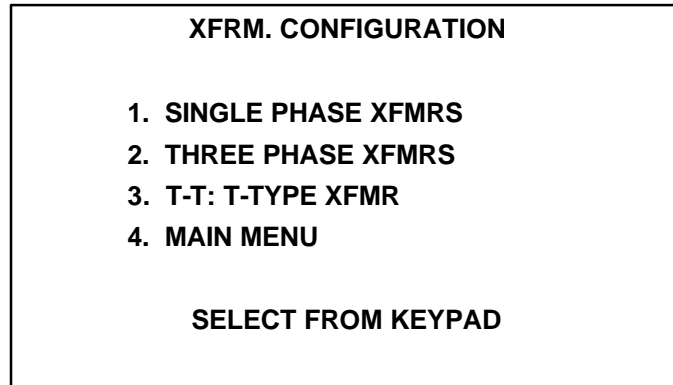 XFRM. CONFIGURATION
1. SINGLE PHASE XFMRS
2. THREE PHASE XFMRS
3. T-T: T-TYPE XFMR
4. MAIN MENU
SELECT FROM KEYPAD